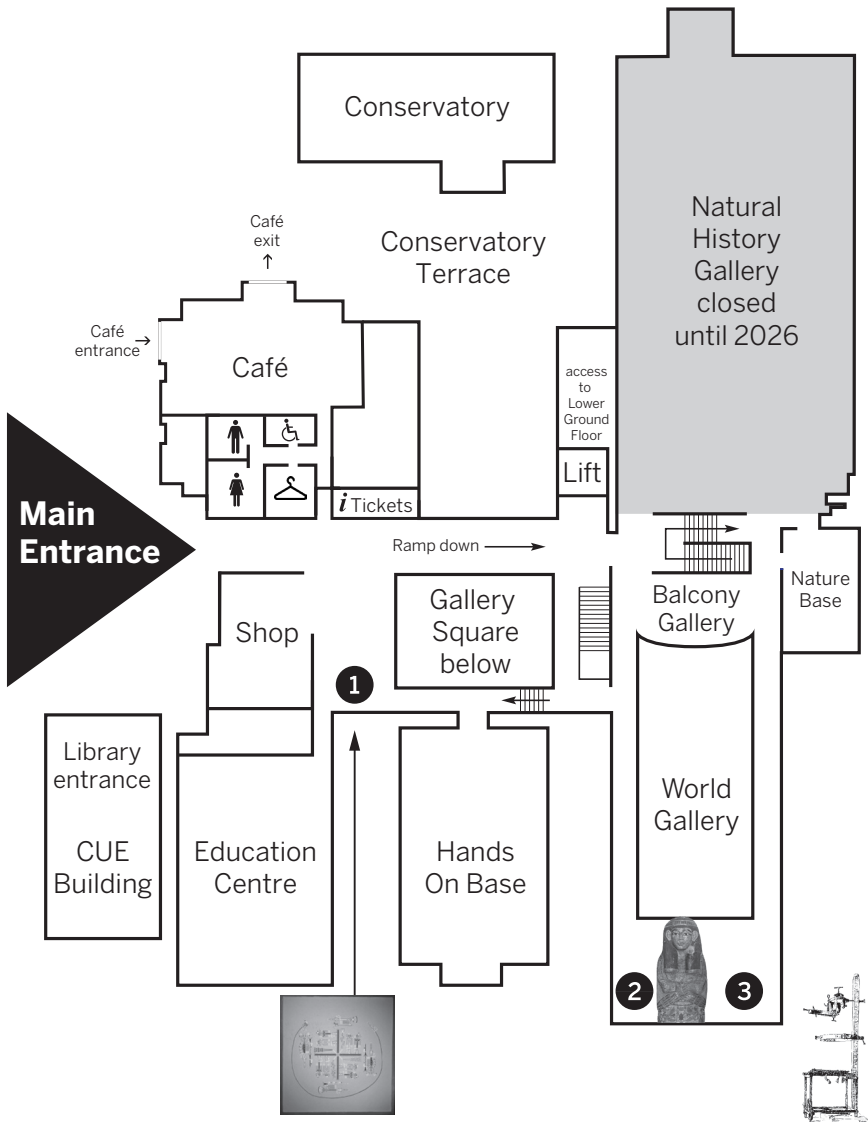 Conservatory
Natural
History
Gallery
closed
until 2026
Café
exit
↑
Conservatory
Terrace
Café
entrance
→
Café
access
to
Lower
Ground
Floor
Lift
i Tickets
Main
Entrance
Ramp down →
Balcony
Gallery
Nature
Base
Shop
Gallery
Square
below
1
Library
entrance
CUE
Building
Education
Centre
Hands
On Base
World
Gallery
2
3